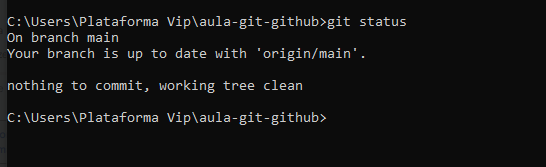 C:\Users\Plataforma Vip\aula-git-github>git status
On branch main
Your branch is up to date with 'origin/main'.
nothing to commit, working tree clean
C:\Users\Plataforma Vip\aula-git-github>